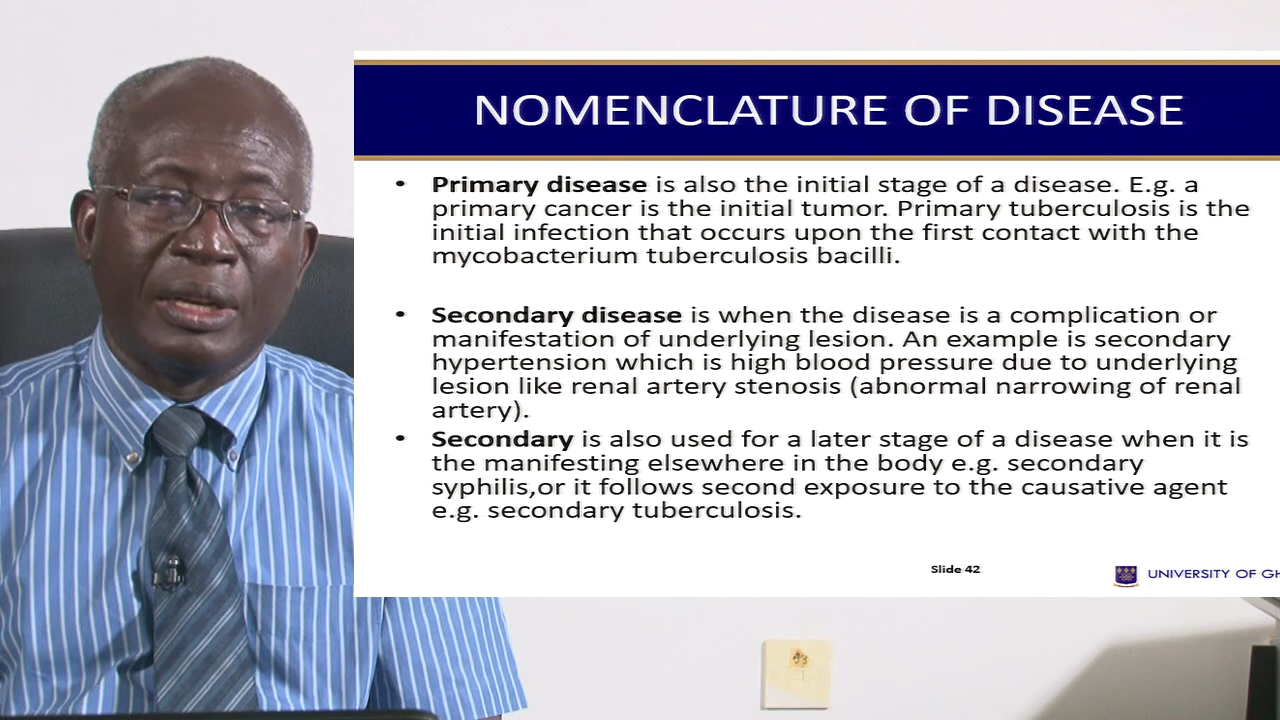 NOMENCLATURE OF DISEASE
• Primary disease is also the initial stage of a disease. E.g. a
primary cancer is the initial tumor. Primary tuberculosis is the
initial infection that occurs upon the first contact with the
mycobacterium tuberculosis bacilli.
• Secondary disease is when the disease is a complication or
manifestation of underlying lesion. An example is secondary
hypertension which is high blood pressure due to underlying
lesion like renal artery stenosis (abnormal narrowing of renal
artery).
• Secondary is also used for a later stage of a disease when it is
the manifesting elsewhere in the body e.g. secondary
syphilis,or it follows second exposure to the causative agent
e.g. secondary tuberculosis.
Slide 42
UNIVERSITY OF GH